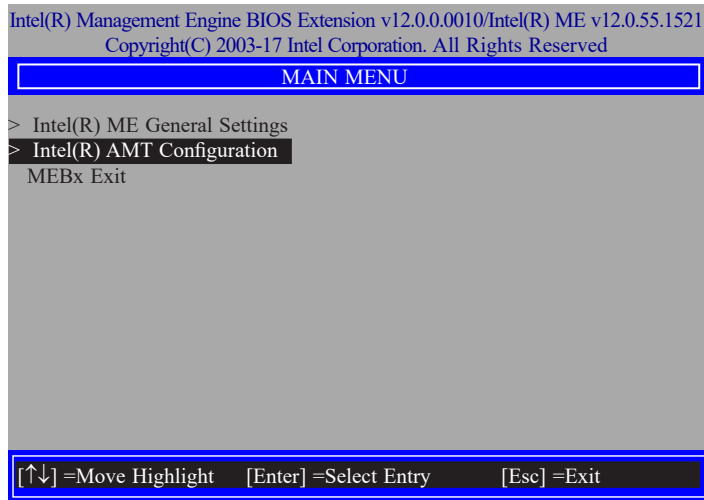 Intel(R) Management Engine BIOS Extension v12.0.0.0010/Intel(R) ME v12.0.55.1521
Copyright(C) 2003-17 Intel Corporation. All Rights Reserved
MAIN MENU
> Intel(R) ME General Settings
> Intel(R) AMT Configuration
MEBx Exit
[↑↓] =Move Highlight [Enter] =Select Entry [Esc] =Exit